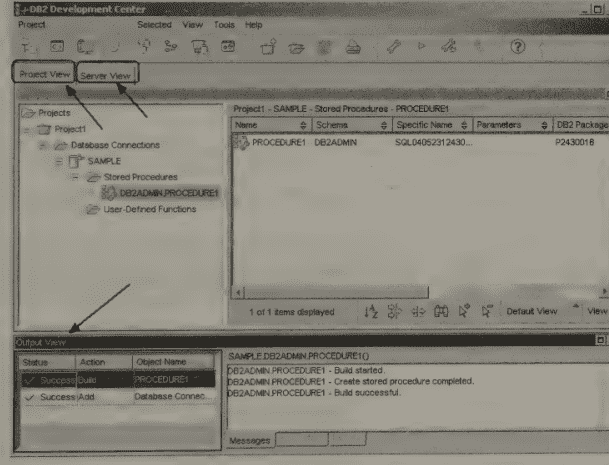 DB2 Development Center
Project Selected View Tools Help
Project View Server View
Projects
Project1
Database Connections
SAMPLE
Stored Procedures
DB2ADMIN.PROCEDURE1
User-Defined Functions
Project1 - SAMPLE - Stored Procedures - PROCEDURE1
Name Schema Specific Name Parameters DB2 Package
PROCEDURE1 DB2ADMIN SQL04052312430... P2430018
1 of 1 items displayed Default View View
Output View
Status Action Object Name
Success Build PROCEDURE1
Success Add Database Connec...
SAMPLE.DB2ADMIN.PROCEDURE1()
DB2ADMIN.PROCEDURE1 - Build started.
DB2ADMIN.PROCEDURE1 - Create stored procedure completed.
DB2ADMIN.PROCEDURE1 - Build successful.
Messages